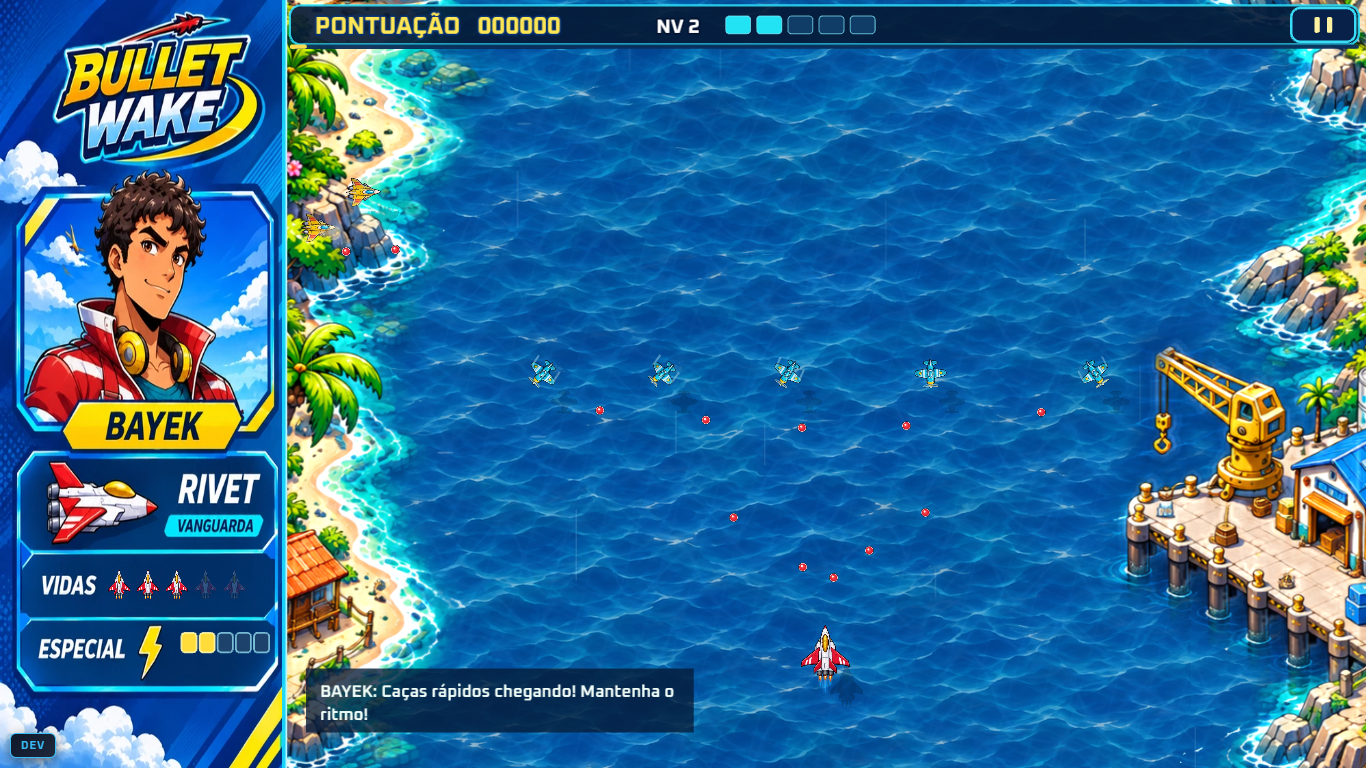 BULLET
WAKE
PONTUAÇÃO 000000
NV 2
BAYEK
RIVET
VANGUARDA
VIDAS
ESPECIAL
BAYEK: Caças rápidos chegando! Mantenha o
ritmo!
DEV